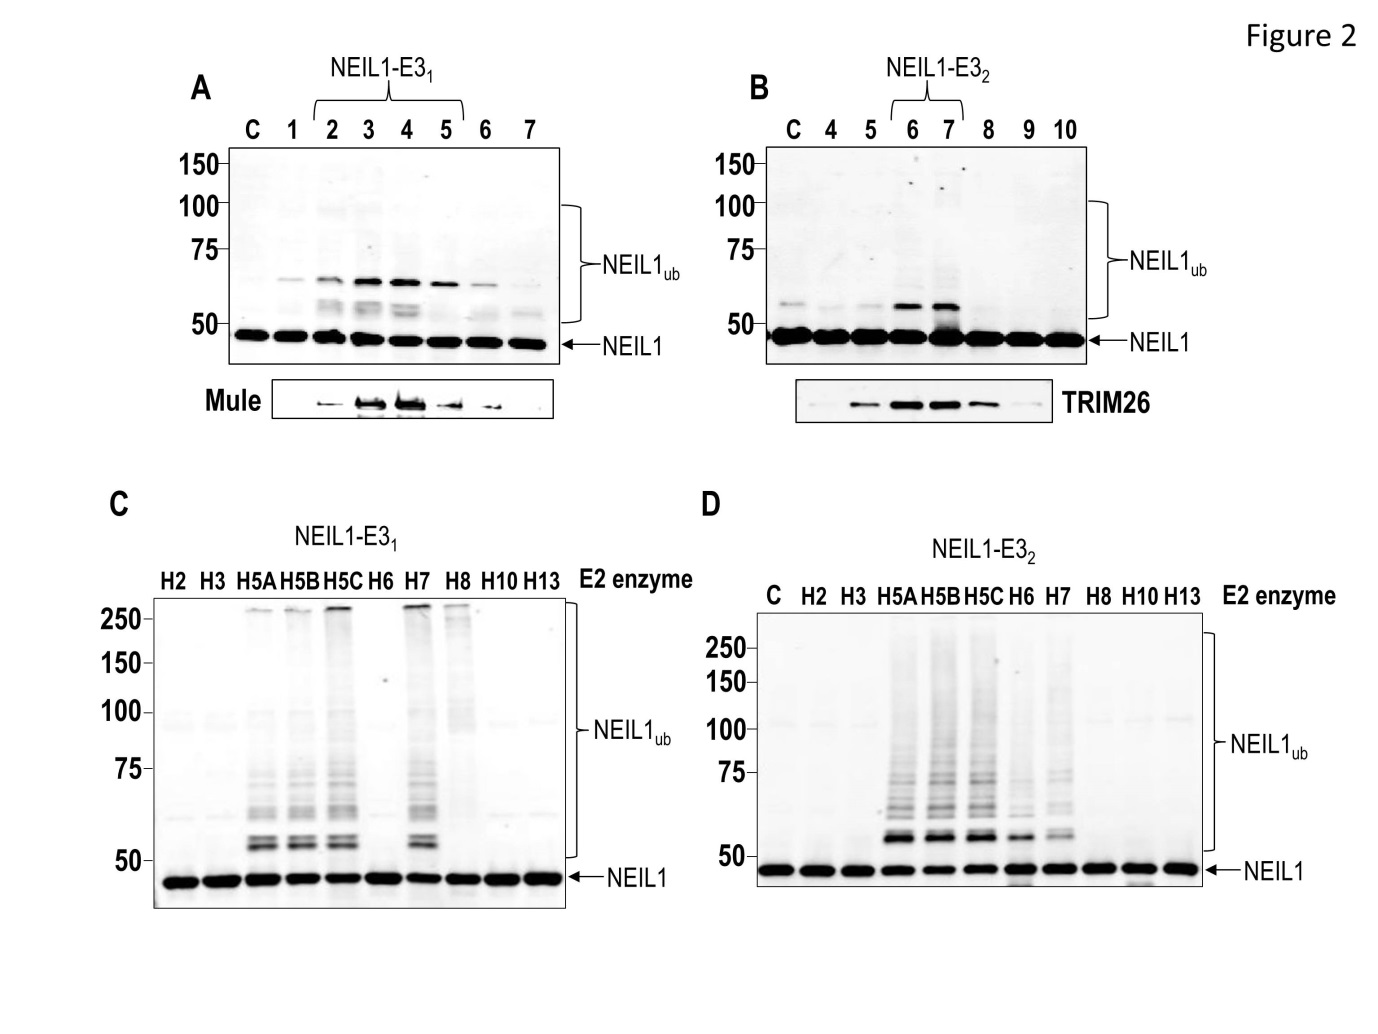 Figure 2
A
NEIL1-E3₁
C 1 2 3 4 5 6 7
150
100
75
50
NEIL1ub
NEIL1
Mule
B
NEIL1-E3₂
C 4 5 6 7 8 9 10
150
100
75
50
NEIL1ub
NEIL1
TRIM26
C
NEIL1-E3₁
H2 H3 H5A H5B H5C H6 H7 H8 H10 H13 E2 enzyme
250
150
100
75
50
NEIL1ub
NEIL1
D
NEIL1-E3₂
C H2 H3 H5A H5B H5C H6 H7 H8 H10 H13 E2 enzyme
250
150
100
75
50
NEIL1ub
NEIL1